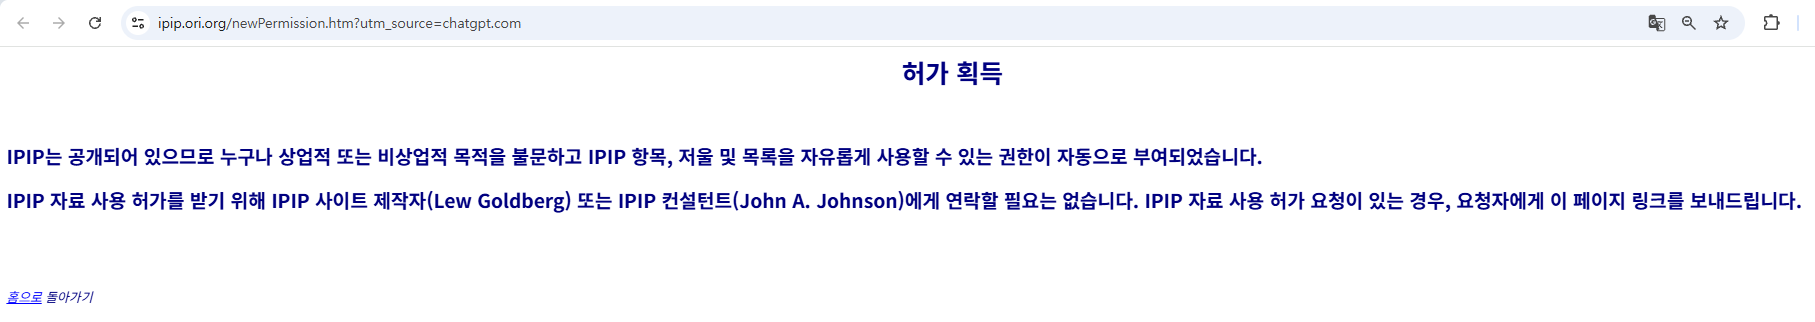 ipip.ori.org/newPermission.htm?utm_source=chatgpt.com
허가 획득
IPIP는 공개되어 있으므로 누구나 상업적 또는 비상업적 목적을 불문하고 IPIP 항목, 저울 및 목록을 자유롭게 사용할 수 있는 권한이 자동으로 부여되었습니다.
IPIP 자료 사용 허가를 받기 위해 IPIP 사이트 제작자(Lew Goldberg) 또는 IPIP 컨설턴트(John A. Johnson)에게 연락할 필요는 없습니다. IPIP 자료 사용 허가 요청이 있는 경우, 요청자에게 이 페이지 링크를 보내드립니다.
홈으로 돌아가기